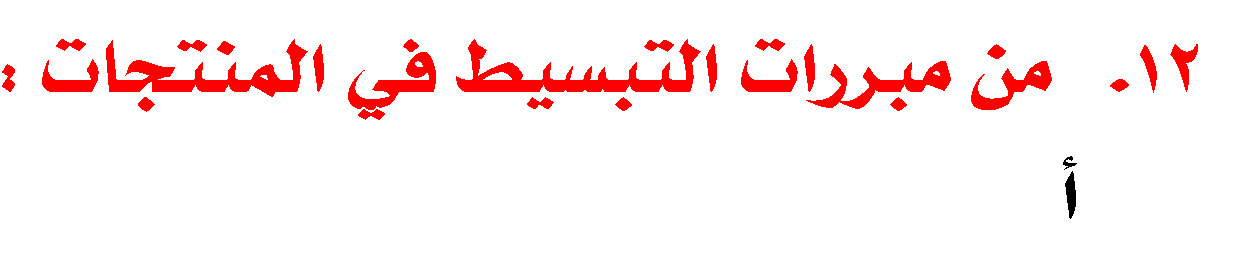 ١٢. من مبررات التبسيط في المنتجات :
أ